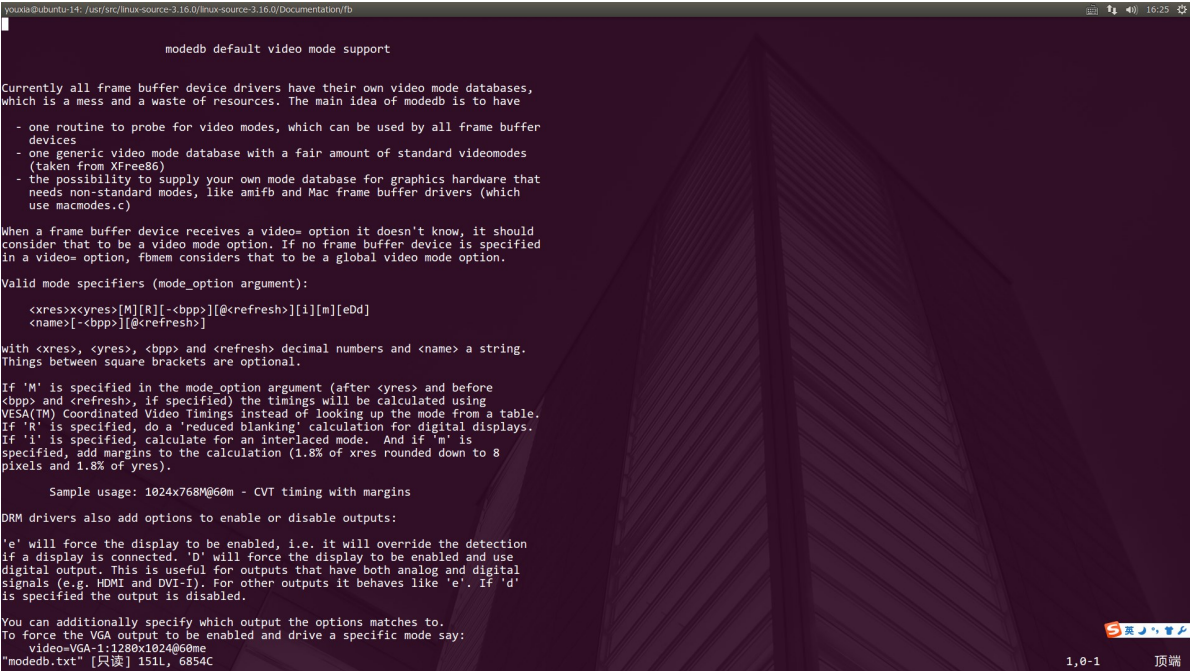 youxia@ubuntu-14: /usr/src/linux-source-3.16.0/linux-source-3.16.0/Documentation/fb
16:25
modedb default video mode support
Currently all frame buffer device drivers have their own video mode databases,
which is a mess and a waste of resources. The main idea of modedb is to have
- one routine to probe for video modes, which can be used by all frame buffer
devices
- one generic video mode database with a fair amount of standard videomodes
(taken from XFree86)
- the possibility to supply your own mode database for graphics hardware that
needs non-standard modes, like amifb and Mac frame buffer drivers (which
use macmodes.c)
When a frame buffer device receives a video= option it doesn't know, it should
consider that to be a video mode option. If no frame buffer device is specified
in a video= option, fbmem considers that to be a global video mode option.
Valid mode specifiers (mode_option argument):
<xres>x<yres>[M][R][-<bpp>][@<refresh>][i][m][eDd]
<name>[-<bpp>][@<refresh>]
with <xres>, <yres>, <bpp> and <refresh> decimal numbers and <name> a string.
Things between square brackets are optional.
If 'M' is specified in the mode_option argument (after <yres> and before
<bpp> and <refresh>, if specified) the timings will be calculated using
VESA(TM) Coordinated Video Timings instead of looking up the mode from a table.
If 'R' is specified, do a 'reduced blanking' calculation for digital displays.
If 'i' is specified, calculate for an interlaced mode.  And if 'm' is
specified, add margins to the calculation (1.8% of xres rounded down to 8
pixels and 1.8% of yres).
Sample usage: 1024x768M@60m - CVT timing with margins
DRM drivers also add options to enable or disable outputs:
'e' will force the display to be enabled, i.e. it will override the detection
if a display is connected. 'D' will force the display to be enabled and use
digital output. This is useful for outputs that have both analog and digital
signals (e.g. HDMI and DVI-I). For other outputs it behaves like 'e'. If 'd'
is specified the output is disabled.
You can additionally specify which output the options matches to.
To force the VGA output to be enabled and drive a specific mode say:
video=VGA-1:1280x1024@60me
S 英
"modedb.txt" [只读] 151L, 6854C
1,0-1
顶端